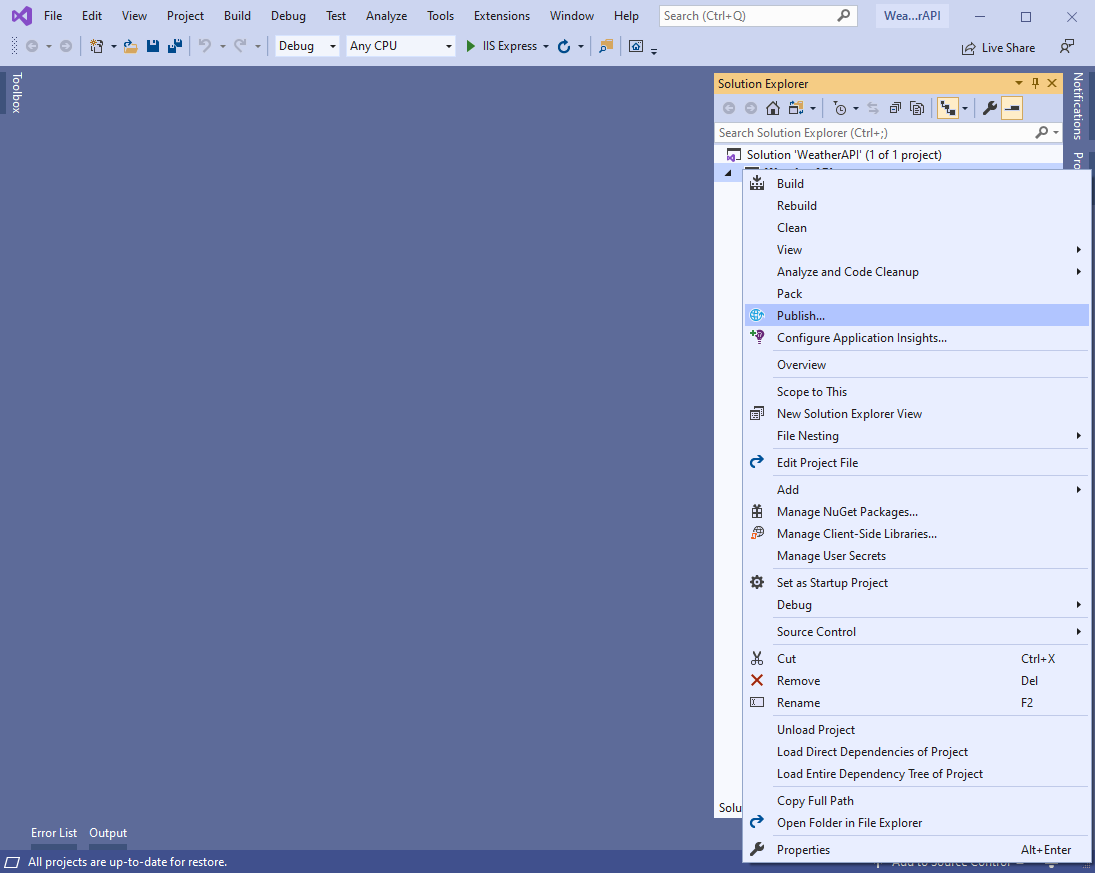 File Edit View Project Build Debug Test Analyze Tools Extensions Window Help Search (Ctrl+Q) Wea...rAPI
Debug Any CPU IIS Express Live Share
Toolbox
Solution Explorer
Notifications
Search Solution Explorer (Ctrl+;)
Solution 'WeatherAPI' (1 of 1 project)
Build
Rebuild
Clean
View
Analyze and Code Cleanup
Pack
Publish...
Configure Application Insights...
Overview
Scope to This
New Solution Explorer View
File Nesting
Edit Project File
Add
Manage NuGet Packages...
Manage Client-Side Libraries...
Manage User Secrets
Set as Startup Project
Debug
Source Control
Cut Ctrl+X
Remove Del
Rename F2
Unload Project
Load Direct Dependencies of Project
Load Entire Dependency Tree of Project
Copy Full Path
Open Folder in File Explorer
Properties Alt+Enter
Solu
Error List Output
All projects are up-to-date for restore.
Add to Source Control